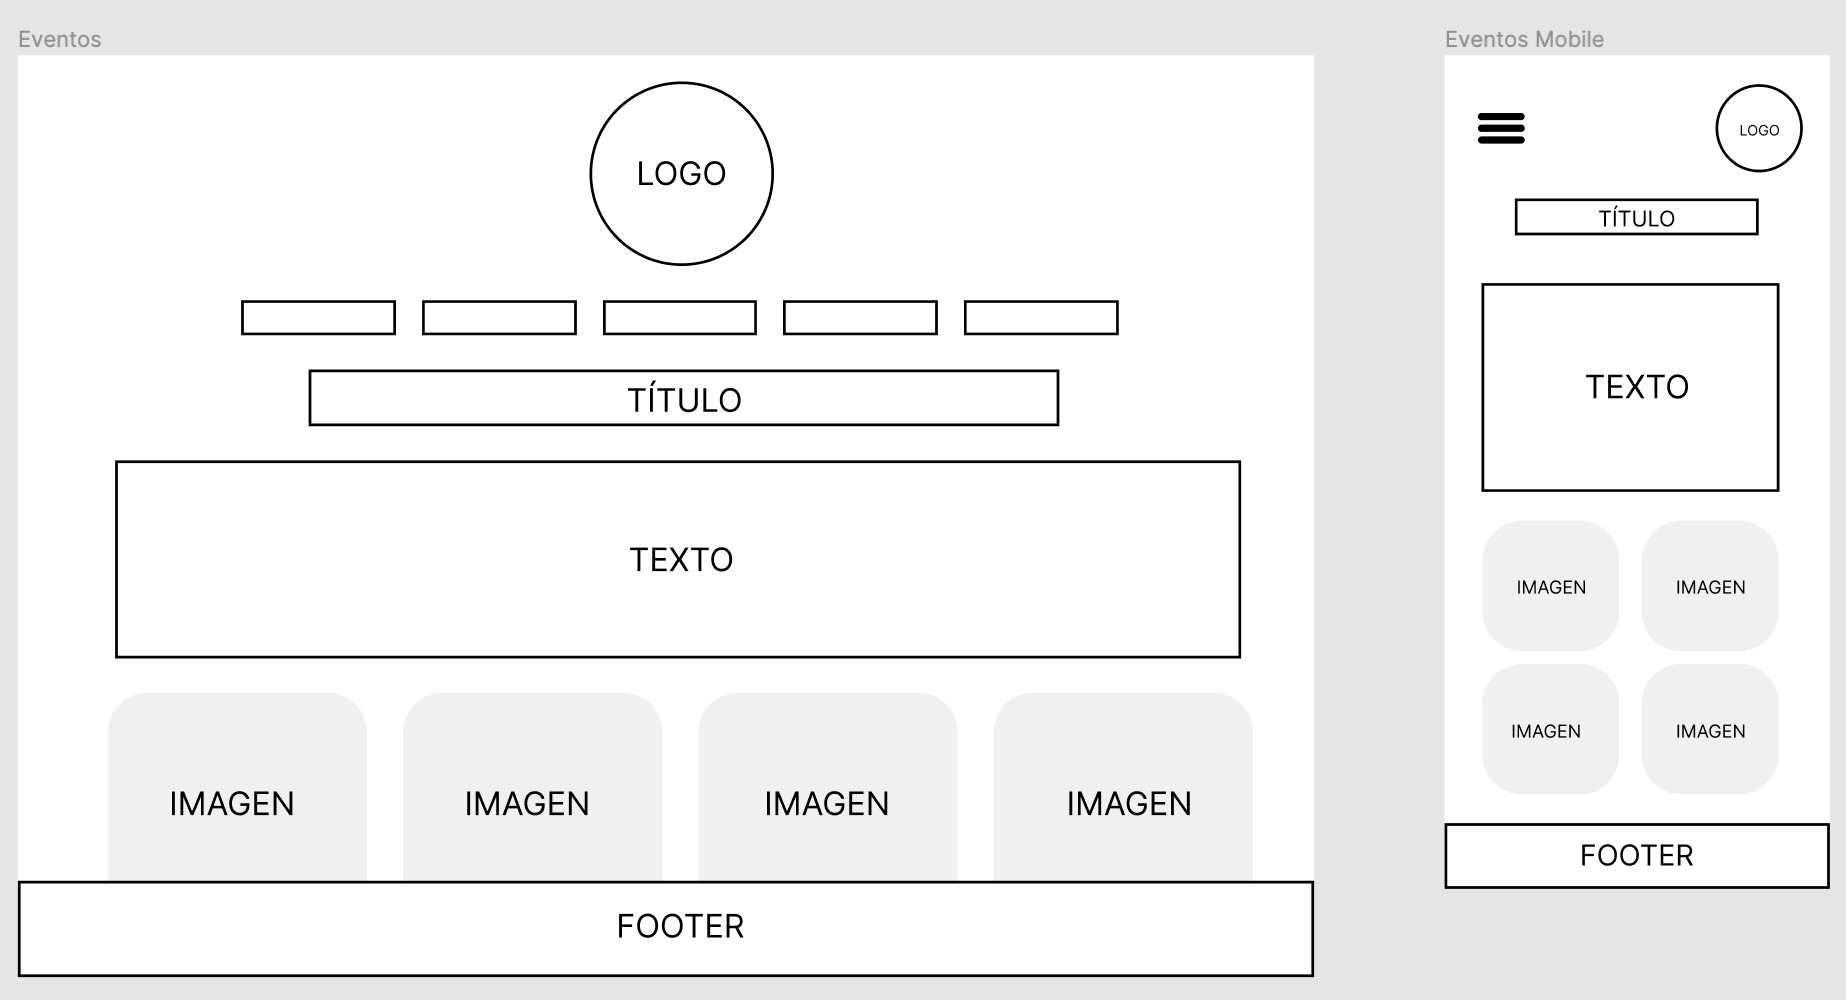 Eventos
LOGO
TÍTULO
TEXTO
IMAGEN IMAGEN IMAGEN IMAGEN
FOOTER
Eventos Mobile
LOGO
TÍTULO
TEXTO
IMAGEN IMAGEN
IMAGEN IMAGEN
FOOTER